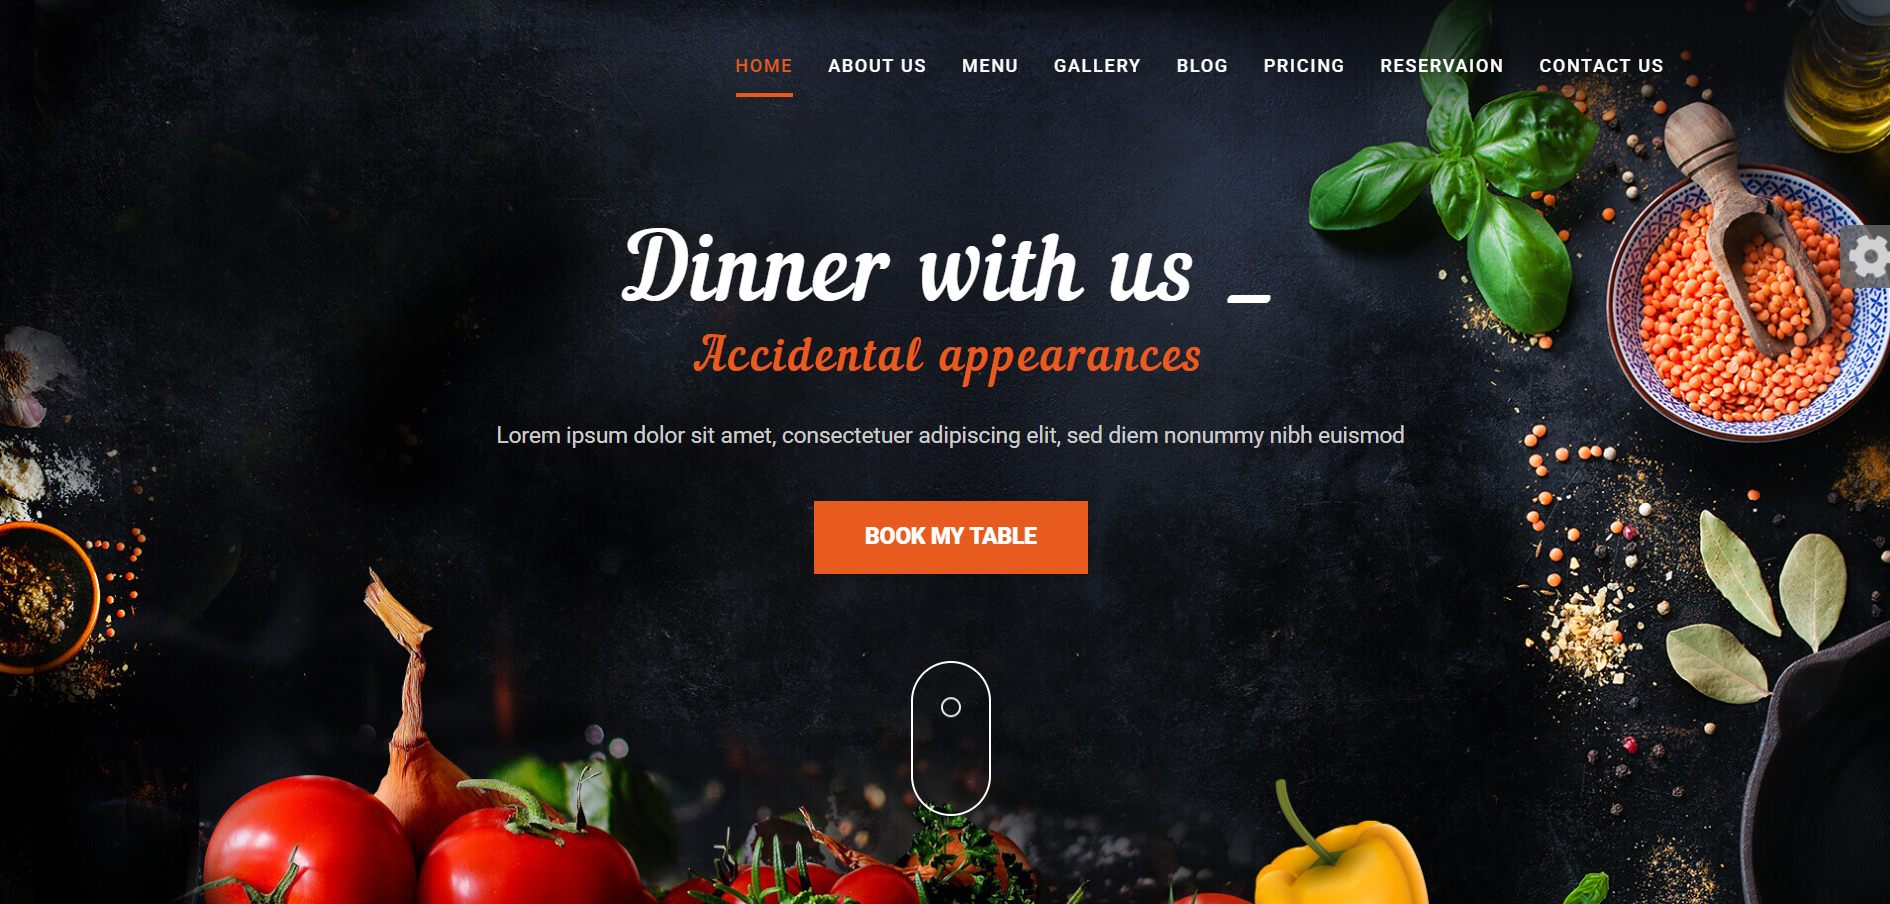 HOME ABOUT US MENU GALLERY BLOG PRICING RESERVAION CONTACT US
Dinner with us _
Accidental appearances
Lorem ipsum dolor sit amet, consectetuer adipiscing elit, sed diem nonummy nibh euismod
BOOK MY TABLE